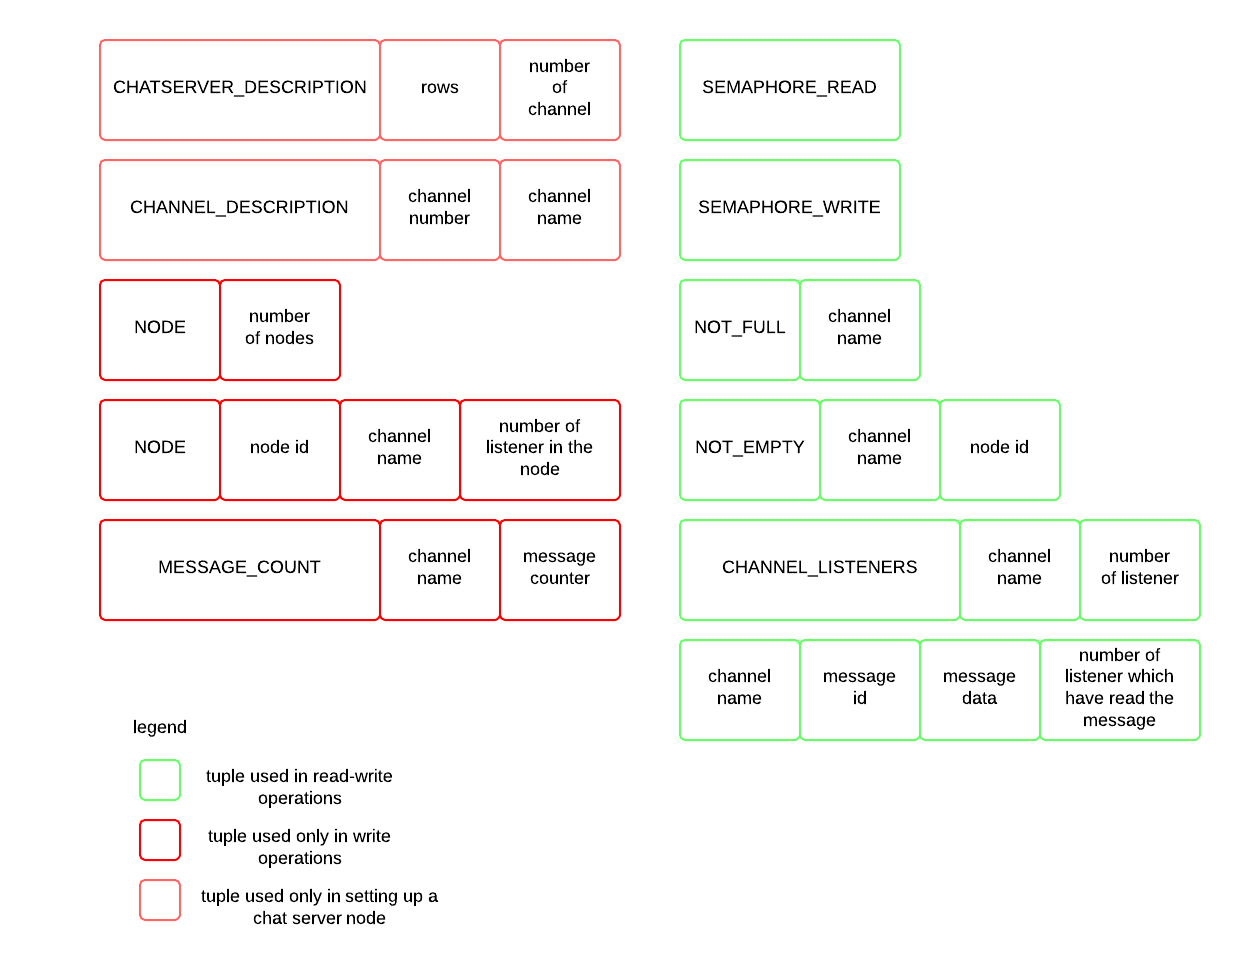 CHATSERVER_DESCRIPTION
rows
number
of
channel
CHANNEL_DESCRIPTION
channel
number
channel
name
NODE
number
of nodes
NODE
node id
channel
name
number of
listener in the
node
MESSAGE_COUNT
channel
name
message
counter
SEMAPHORE_READ
SEMAPHORE_WRITE
NOT_FULL
channel
name
NOT_EMPTY
channel
name
node id
CHANNEL_LISTENERS
channel
name
number
of listener
channel
name
message
id
message
data
number of
listener which
have read the
message
legend
tuple used in read-write
operations
tuple used only in write
operations
tuple used only in setting up a
chat server node